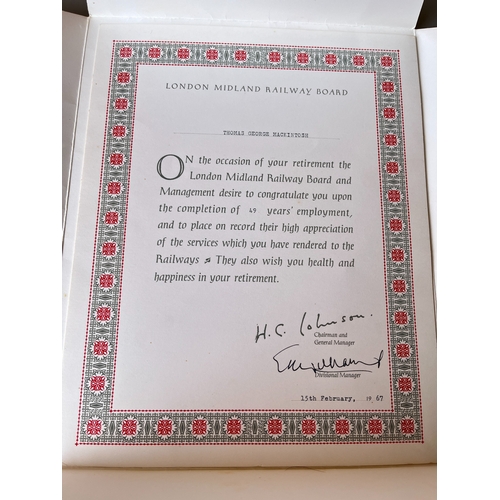 LONDON MIDLAND RAILWAY BOARD
THOMAS GEORGE MACKINTOSH
ON the occasion of your retirement the
London Midland Railway Board and
Management desire to congratulate you upon
the completion of 49 years' employment,
and to place on record their high appreciation
of the services which you have rendered to the
Railways They also wish you health and
happiness in your retirement.
H. C. Johnson.
Chairman and
General Manager
Divisional Manager
15th February, 19 67